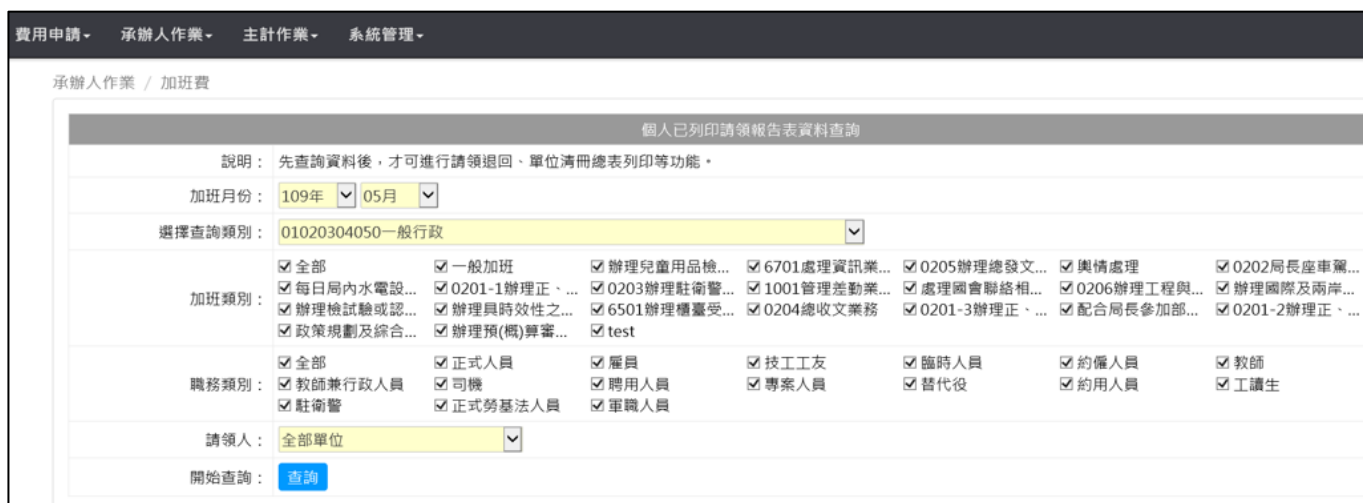 費用申請 承辦人作業 主計作業 系統管理
承辦人作業 / 加班費
個人已列印請領報告表資料查詢
說明： 先查詢資料後，才可進行請領退回、單位清冊總表列印等功能。
加班月份： 109年 05月
選擇查詢類別： 01020304050一般行政
全部 一般加班 辦理兒童用品檢... 6701處理資訊業... 0205辦理總發文... 輿情處理 0202局長座車駕...
加班類別： 每日局內水電設... 0201-1辦理正、... 0203辦理駐衛警... 1001管理差勤業... 處理國會聯絡相... 0206辦理工程與... 辦理國際及兩岸...
辦理檢試驗或認... 辦理具時效性之... 6501辦理櫃臺受... 0204總收文業務 0201-3辦理正、... 配合局長參加部... 0201-2辦理正、...
政策規劃及綜合... 辦理預(概)算審... test
全部 正式人員 雇員 技工工友 臨時人員 約僱人員 教師
職務類別： 教師兼行政人員 司機 聘用人員 專案人員 替代役 約用人員 工讀生
駐衛警 正式勞基法人員 軍職人員
請領人： 全部單位
開始查詢： 查詢